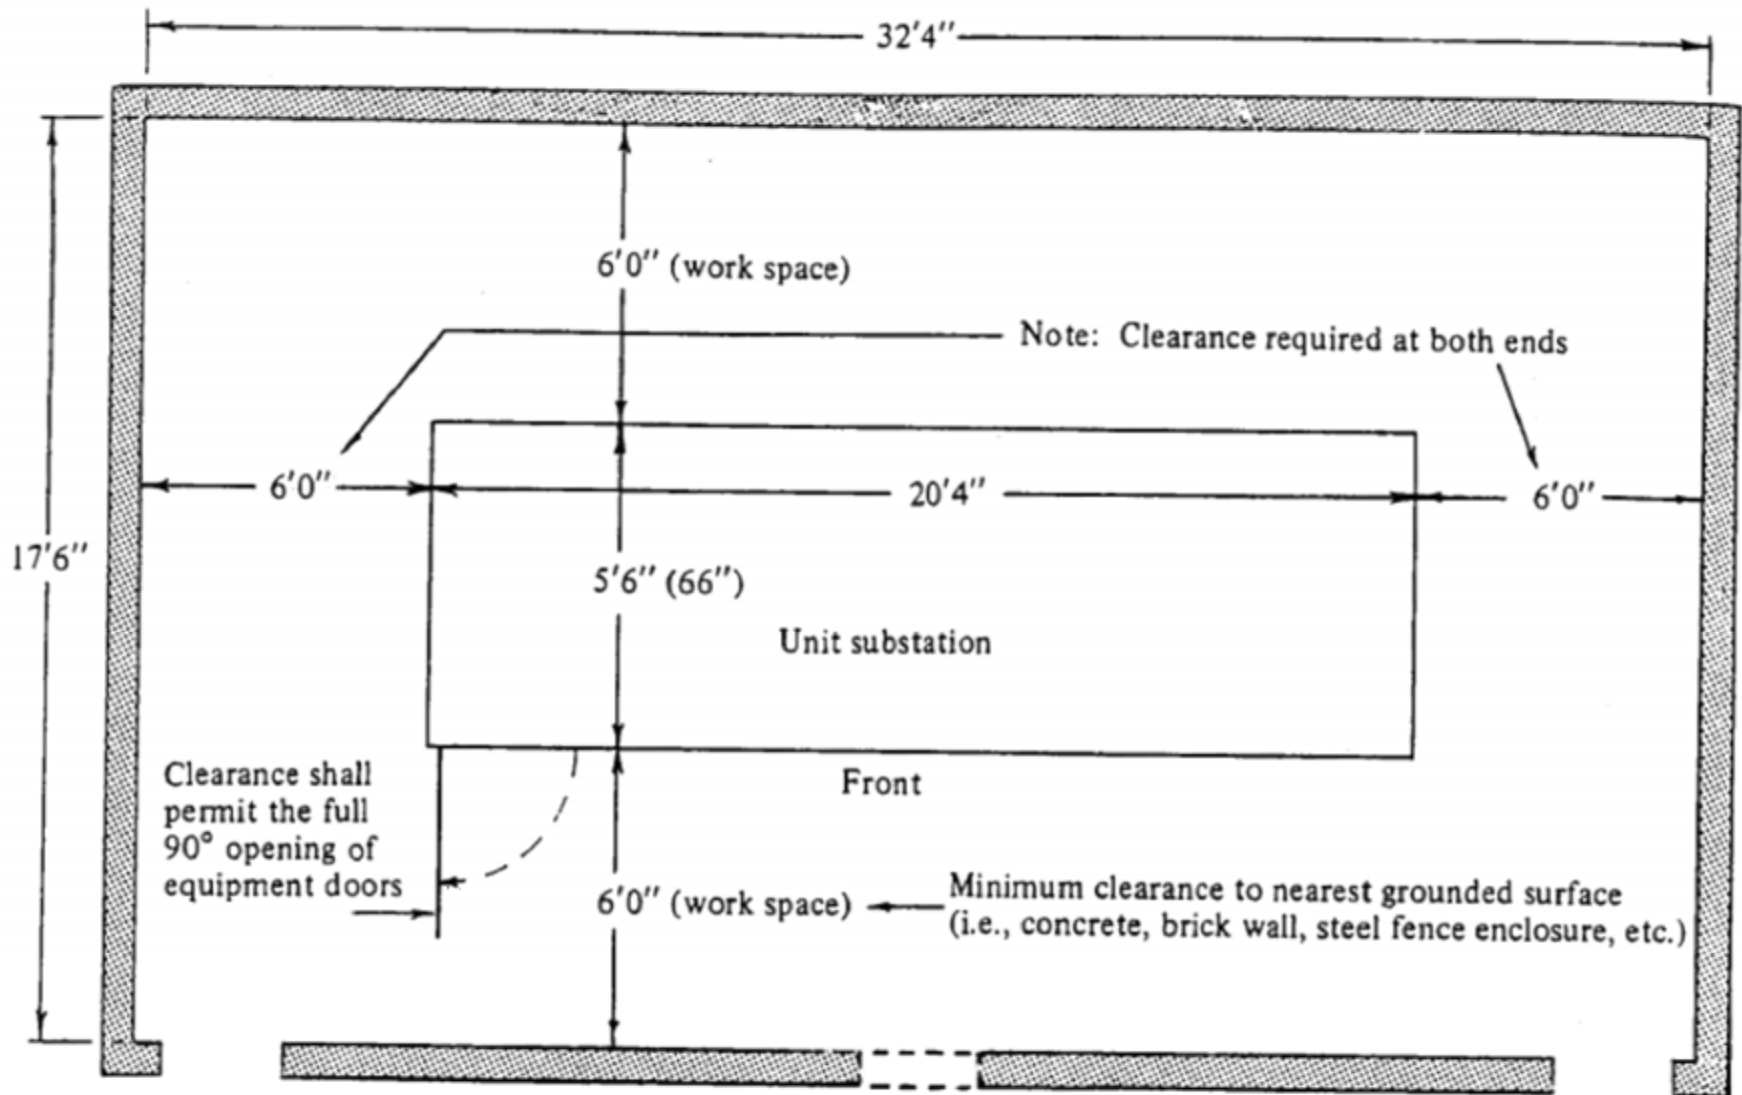 32'4"
6'0" (work space)
Note: Clearance required at both ends
6'0"
20'4"
6'0"
17'6"
5'6" (66")
Unit substation
Front
Clearance shall
permit the full
90° opening of
equipment doors
6'0" (work space)
Minimum clearance to nearest grounded surface
(i.e., concrete, brick wall, steel fence enclosure, etc.)